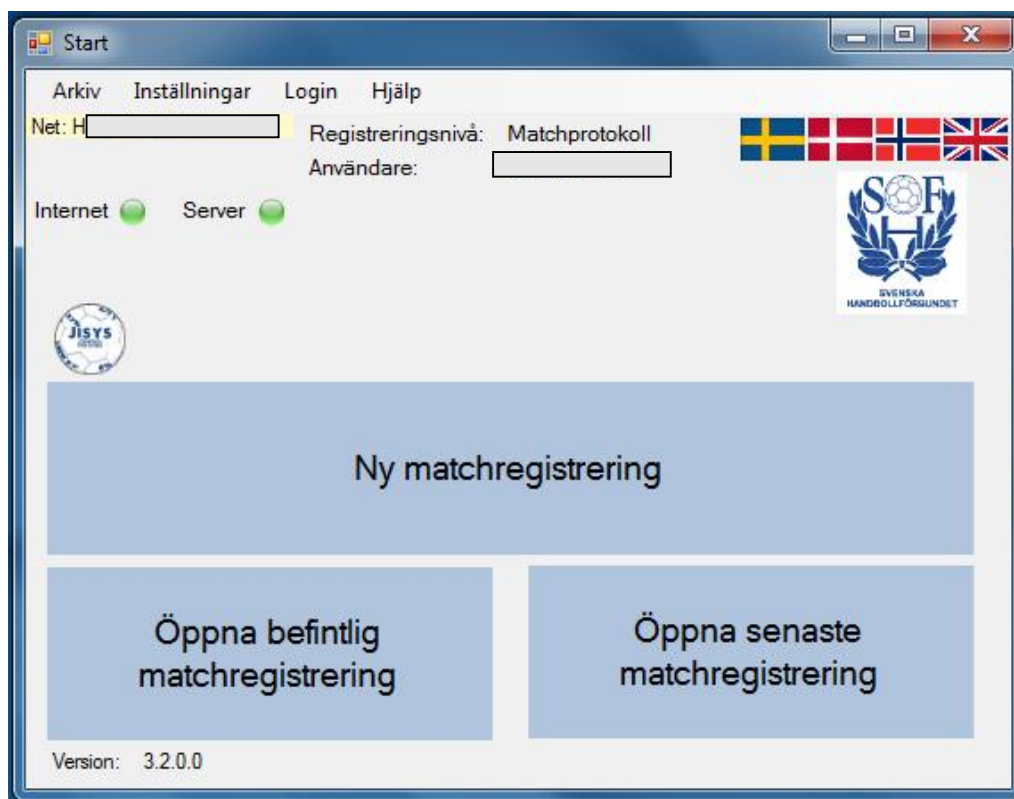 Start
Arkiv Inställningar Login Hjälp
Net: H
Registreringsnivå: Matchprotokoll
Användare:
Internet Server
SHF
SVENSKA
HANDBOLLFÖRBUNDET
JISYS
Ny matchregistrering
Öppna befintlig
matchregistrering
Öppna senaste
matchregistrering
Version: 3.2.0.0